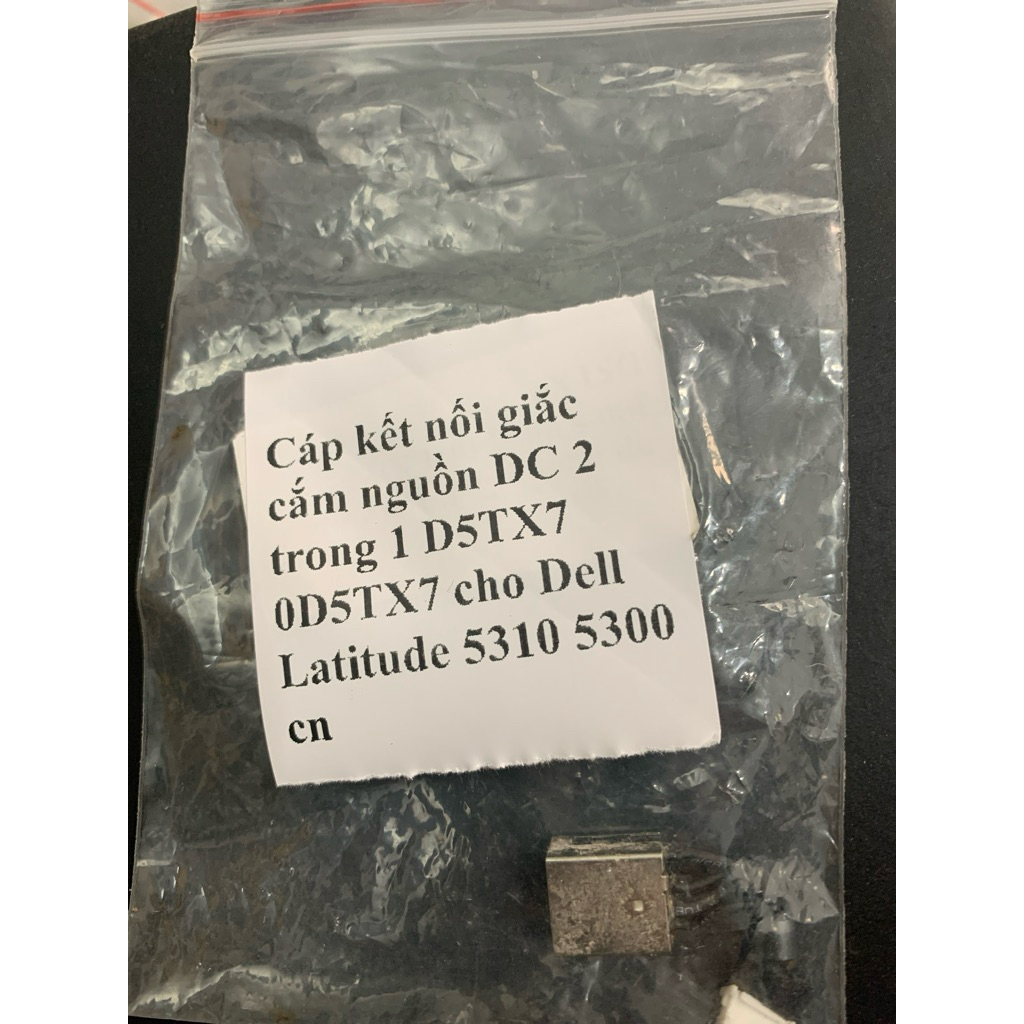 Cáp kết nối giắc
cắm nguồn DC 2
trong 1 D5TX7
0D5TX7 cho Dell
Latitude 5310 5300
cn